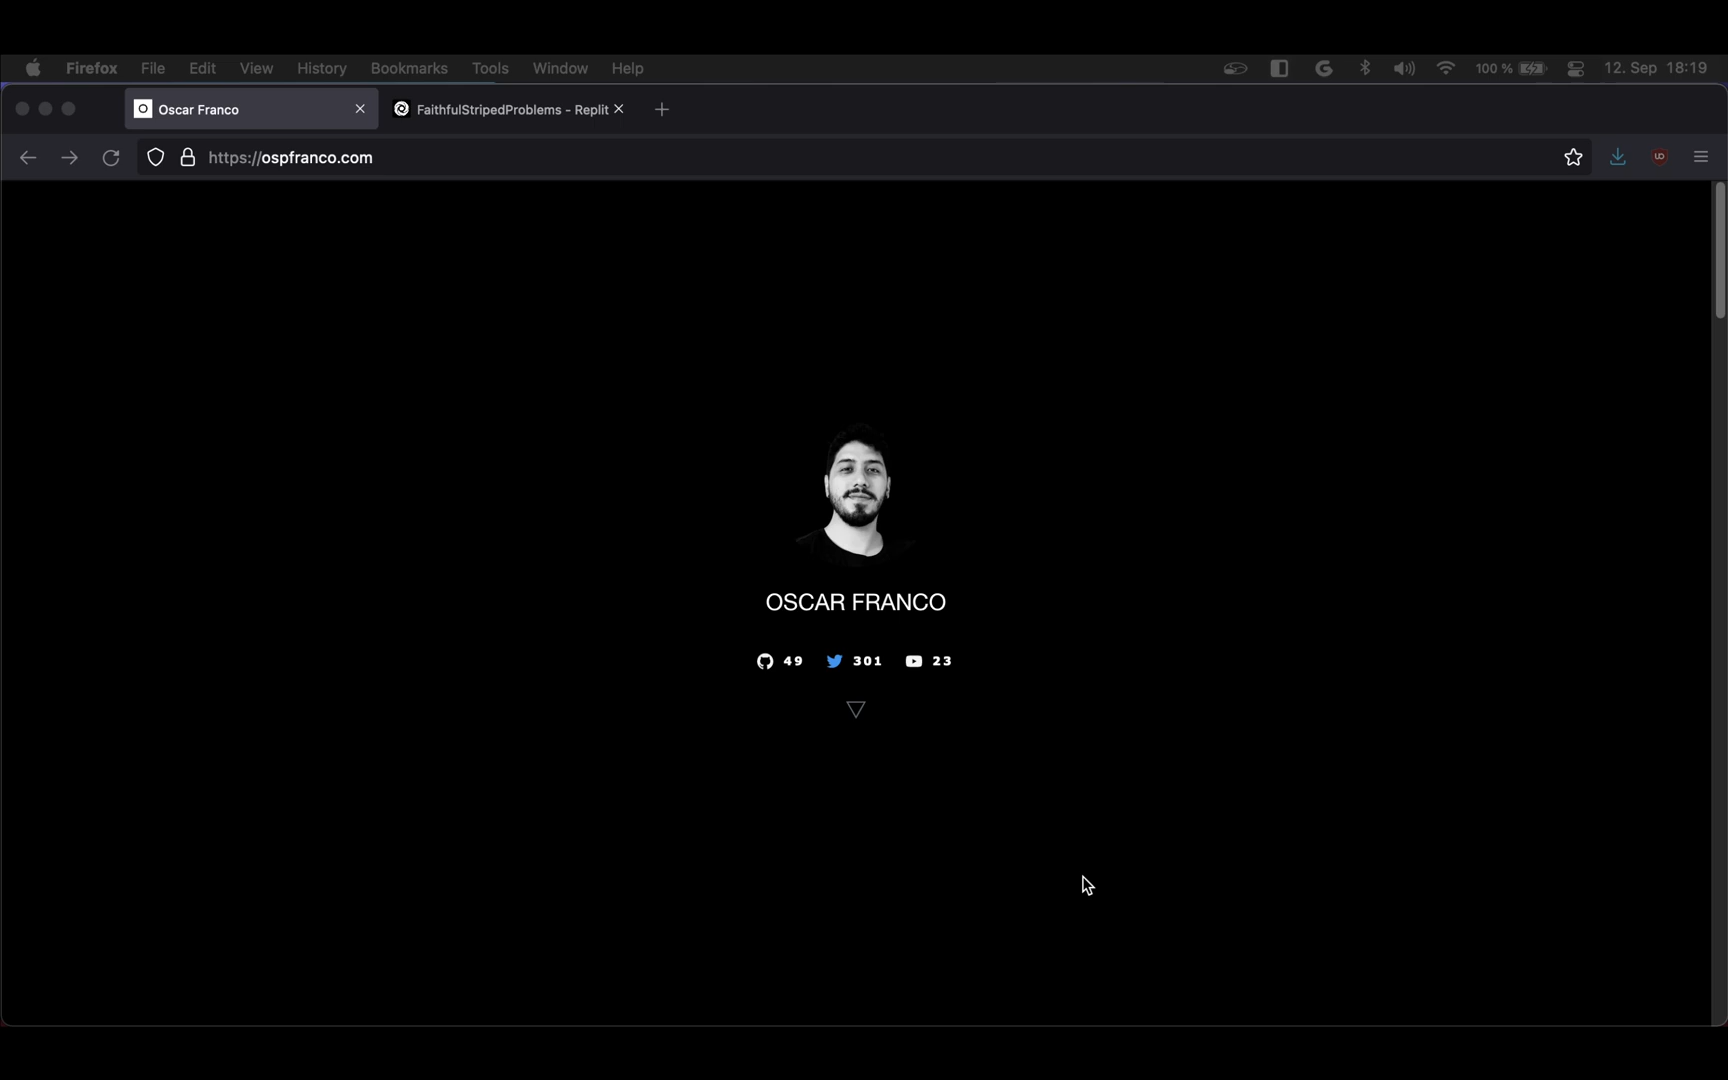 Firefox File Edit View History Bookmarks Tools Window Help 100 % 12. Sep 18:19
Oscar Franco FaithfulStripedProblems - Replit
https://ospfranco.com
OSCAR FRANCO
49 301 23